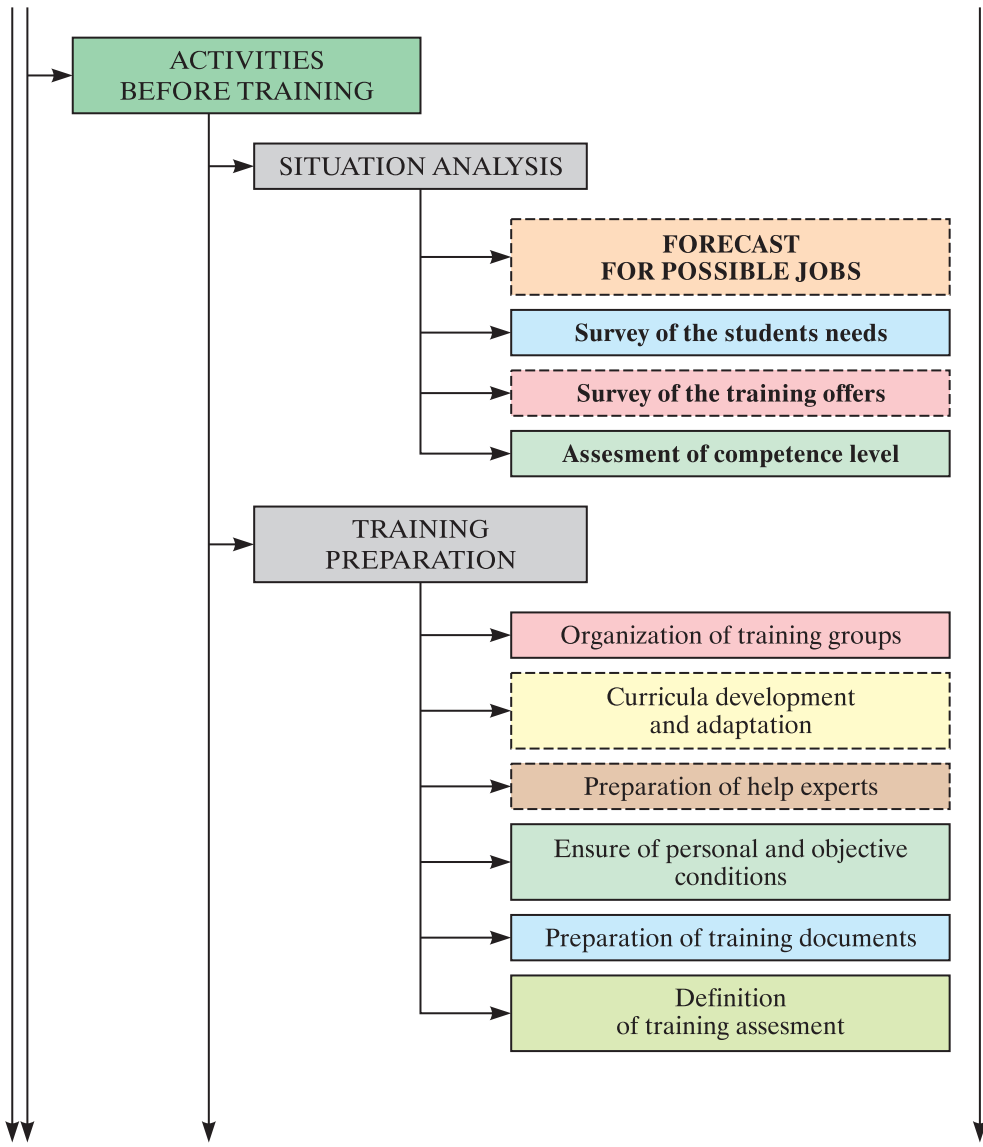 ACTIVITIES
BEFORE TRAINING
SITUATION ANALYSIS
FORECAST
FOR POSSIBLE JOBS
Survey of the students needs
Survey of the training offers
Assesment of competence level
TRAINING
PREPARATION
Organization of training groups
Curricula development
and adaptation
Preparation of help experts
Ensure of personal and objective
conditions
Preparation of training documents
Definition
of training assesment